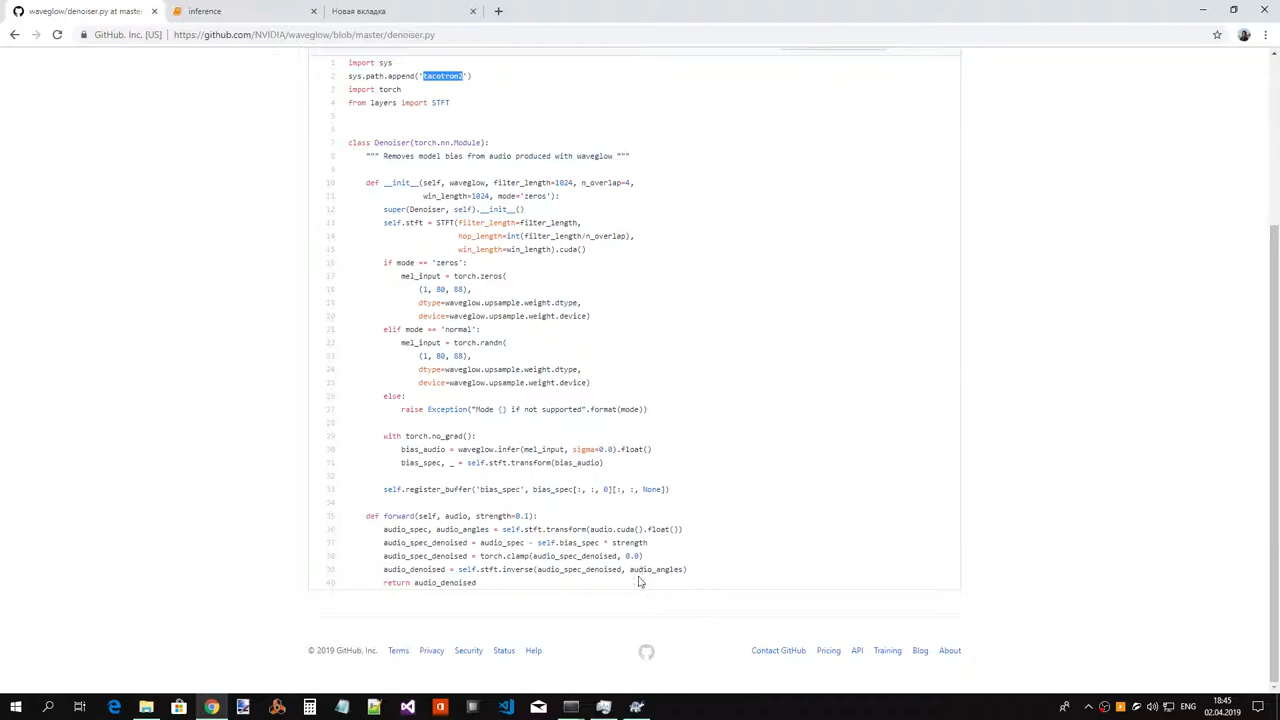 waveglow/denoiser.py at maste
inference
Новая вкладка
GitHub, Inc. [US]
https://github.com/NVIDIA/waveglow/blob/master/denoiser.py
1 import sys
2 sys.path.append('tacotron2')
3 import torch
4 from layers import STFT
5
6
7 class Denoiser(torch.nn.Module):
8 """ Removes model bias from audio produced with waveglow """
9
10 def __init__(self, waveglow, filter_length=1024, n_overlap=4,
11 win_length=1024, mode='zeros'):
12 super(Denoiser, self).__init__()
13 self.stft = STFT(filter_length=filter_length,
14 hop_length=int(filter_length/n_overlap),
15 win_length=win_length).cuda()
16 if mode == 'zeros':
17 mel_input = torch.zeros(
18 (1, 80, 88),
19 dtype=waveglow.upsample.weight.dtype,
20 device=waveglow.upsample.weight.device)
21 elif mode == 'normal':
22 mel_input = torch.randn(
23 (1, 80, 88),
24 dtype=waveglow.upsample.weight.dtype,
25 device=waveglow.upsample.weight.device)
26 else:
27 raise Exception("Mode {} if not supported".format(mode))
28
29 with torch.no_grad():
30 bias_audio = waveglow.infer(mel_input, sigma=0.0).float()
31 bias_spec, _ = self.stft.transform(bias_audio)
32
33 self.register_buffer('bias_spec', bias_spec[:, :, 0][:, :, None])
34
35 def forward(self, audio, strength=0.1):
36 audio_spec, audio_angles = self.stft.transform(audio.cuda().float())
37 audio_spec_denoised = audio_spec - self.bias_spec * strength
38 audio_spec_denoised = torch.clamp(audio_spec_denoised, 0.0)
39 audio_denoised = self.stft.inverse(audio_spec_denoised, audio_angles)
40 return audio_denoised
© 2019 GitHub, Inc. Terms Privacy Security Status Help Contact GitHub Pricing API Training Blog About
ENG
18:45
02.04.2019